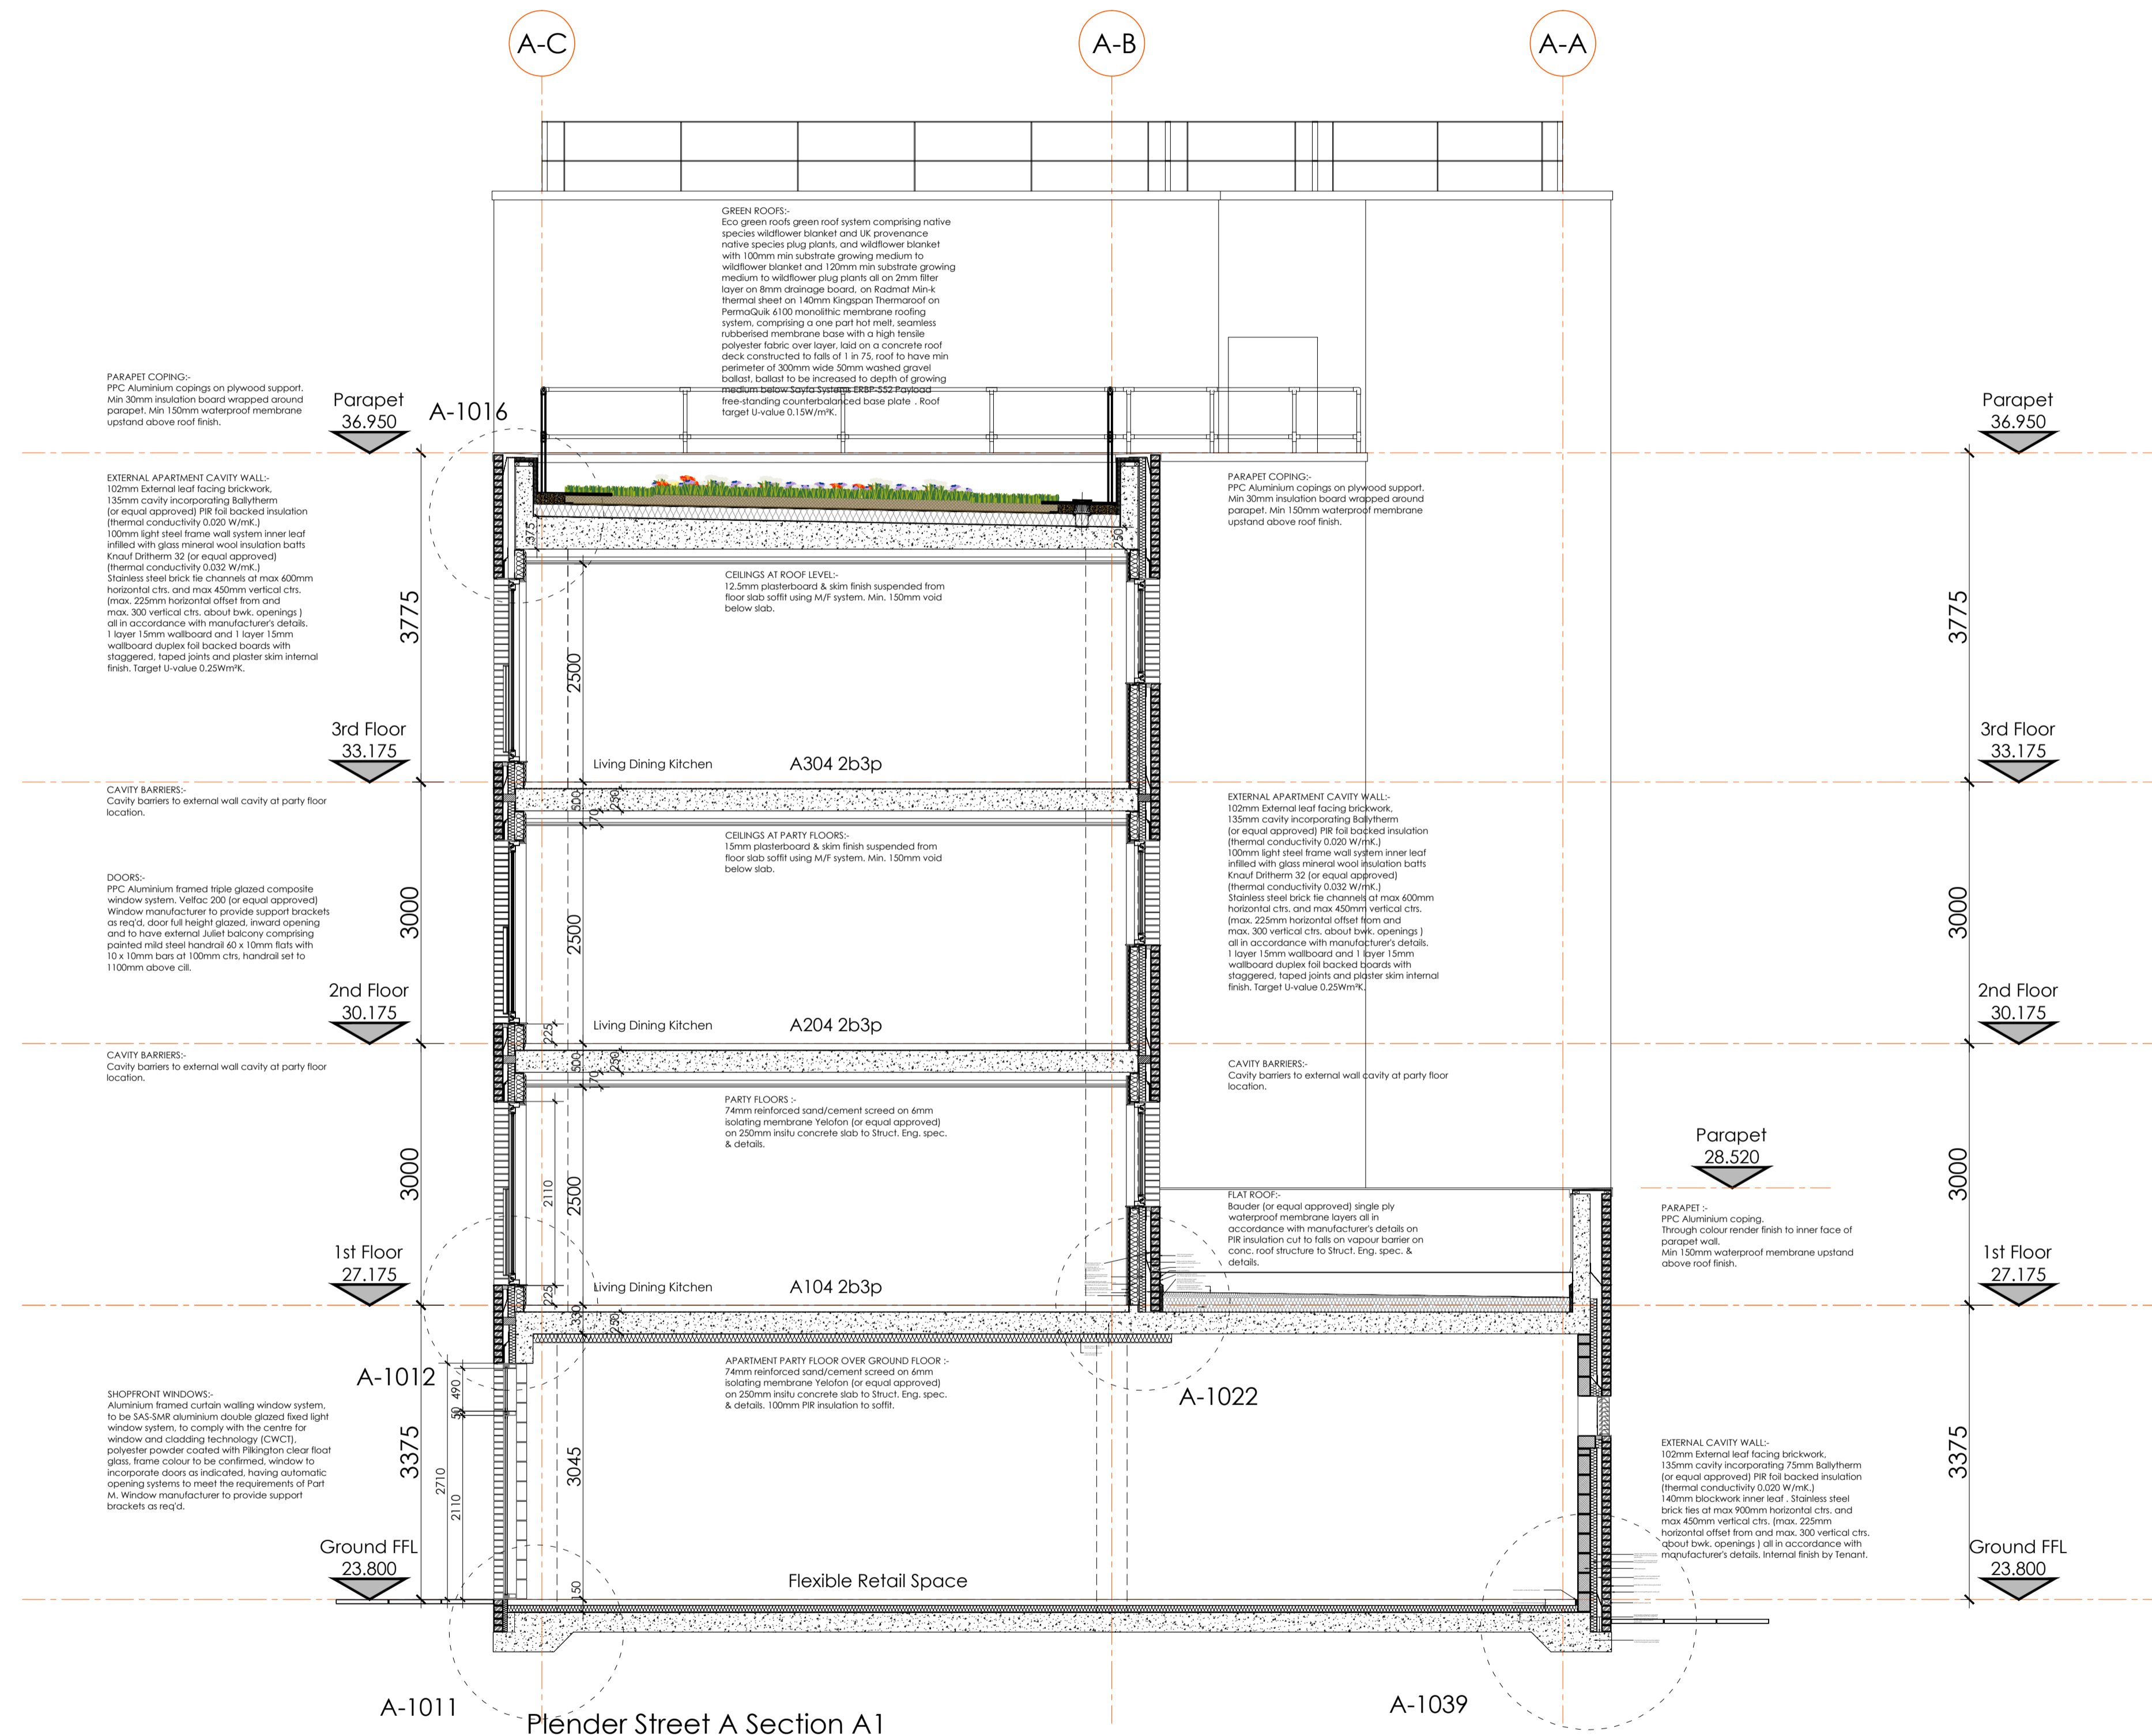 A-C
A-B
A-A
GREEN ROOFS:-
Eco green roofs green roof system comprising native
species wildflower blanket and UK provenance
native species plug plants, and wildflower blanket
with 100mm min substrate growing medium to
wildflower blanket and 120mm min substrate growing
medium to wildflower plug plants all on 2mm filter
layer on 8mm drainage board, on Radmat Min-k
thermal sheet on 140mm Kingspan Thermaroof on
PermaQuik 6100 monolithic membrane roofing
system, comprising a one part hot melt, seamless
rubberised membrane base with a high tensile
polyester fabric over layer, laid on a concrete roof
deck constructed to falls of 1 in 75, roof to have min
perimeter of 300mm wide 50mm washed gravel
ballast, ballast to be increased to depth of growing
medium below Sayfa Systems ERBP-552 Payload
free-standing counterbalanced base plate . Roof
target U-value 0.15W/m²K.
PARAPET COPING:-
PPC Aluminium copings on plywood support.
Min 30mm insulation board wrapped around
parapet. Min 150mm waterproof membrane
upstand above roof finish.
Parapet
36.950
A-1016
Parapet
36.950
EXTERNAL APARTMENT CAVITY WALL:-
102mm External leaf facing brickwork,
135mm cavity incorporating Ballytherm
(or equal approved) PIR foil backed insulation
(thermal conductivity 0.020 W/mK.)
100mm light steel frame wall system inner leaf
infilled with glass mineral wool insulation batts
Knauf Dritherm 32 (or equal approved)
(thermal conductivity 0.032 W/mK.)
Stainless steel brick tie channels at max 600mm
horizontal ctrs. and max 450mm vertical ctrs.
(max. 225mm horizontal offset from and
max. 300 vertical ctrs. about bwk. openings )
all in accordance with manufacturer's details.
1 layer 15mm wallboard and 1 layer 15mm
wallboard duplex foil backed boards with
staggered, taped joints and plaster skim internal
finish. Target U-value 0.25Wm²K.
PARAPET COPING:-
PPC Aluminium copings on plywood support.
Min 30mm insulation board wrapped around
parapet. Min 150mm waterproof membrane
upstand above roof finish.
375
250
CEILINGS AT ROOF LEVEL:-
12.5mm plasterboard & skim finish suspended from
floor slab soffit using M/F system. Min. 150mm void
below slab.
3775
2500
3775
3rd Floor
33.175
Living Dining Kitchen
A304 2b3p
3rd Floor
33.175
CAVITY BARRIERS:-
Cavity barriers to external wall cavity at party floor
location.
500
250
170
CEILINGS AT PARTY FLOORS:-
15mm plasterboard & skim finish suspended from
floor slab soffit using M/F system. Min. 150mm void
below slab.
EXTERNAL APARTMENT CAVITY WALL:-
102mm External leaf facing brickwork,
135mm cavity incorporating Ballytherm
(or equal approved) PIR foil backed insulation
(thermal conductivity 0.020 W/mK.)
100mm light steel frame wall system inner leaf
infilled with glass mineral wool insulation batts
Knauf Dritherm 32 (or equal approved)
(thermal conductivity 0.032 W/mK.)
Stainless steel brick tie channels at max 600mm
horizontal ctrs. and max 450mm vertical ctrs.
(max. 225mm horizontal offset from and
max. 300 vertical ctrs. about bwk. openings )
all in accordance with manufacturer's details.
1 layer 15mm wallboard and 1 layer 15mm
wallboard duplex foil backed boards with
staggered, taped joints and plaster skim internal
finish. Target U-value 0.25Wm²K.
DOORS:-
PPC Aluminium framed triple glazed composite
window system. Velfac 200 (or equal approved)
Window manufacturer to provide support brackets
as req'd, door full height glazed, inward opening
and to have external Juliet balcony comprising
painted mild steel handrail 60 x 10mm flats with
10 x 10mm bars at 100mm ctrs, handrail set to
1100mm above cill.
3000
2500
3000
2nd Floor
30.175
225
Living Dining Kitchen
A204 2b3p
2nd Floor
30.175
CAVITY BARRIERS:-
Cavity barriers to external wall cavity at party floor
location.
500
250
170
CAVITY BARRIERS:-
Cavity barriers to external wall cavity at party floor
location.
PARTY FLOORS :-
74mm reinforced sand/cement screed on 6mm
isolating membrane Yelofon (or equal approved)
on 250mm insitu concrete slab to Struct. Eng. spec.
& details.
Parapet
28.520
3000
2110
2500
3000
FLAT ROOF:-
Bauder (or equal approved) single ply
waterproof membrane layers all in
accordance with manufacturer's details on
PIR insulation cut to falls on vapour barrier on
conc. roof structure to Struct. Eng. spec. &
details.
PARAPET :-
PPC Aluminium coping.
Through colour render finish to inner face of
parapet wall.
Min 150mm waterproof membrane upstand
above roof finish.
1st Floor
27.175
225
Living Dining Kitchen
A104 2b3p
1st Floor
27.175
330
250
A-1012
APARTMENT PARTY FLOOR OVER GROUND FLOOR :-
74mm reinforced sand/cement screed on 6mm
isolating membrane Yelofon (or equal approved)
on 250mm insitu concrete slab to Struct. Eng. spec.
& details. 100mm PIR insulation to soffit.
A-1022
SHOPFRONT WINDOWS:-
Aluminium framed curtain walling window system,
to be SAS-SMR aluminium double glazed fixed light
window system, to comply with the centre for
window and cladding technology (CWCT),
polyester powder coated with Pilkington clear float
glass, frame colour to be confirmed, window to
incorporate doors as indicated, having automatic
opening systems to meet the requirements of Part
M. Window manufacturer to provide support
brackets as req'd.
3375
2710
490
50
2110
3045
3375
EXTERNAL CAVITY WALL:-
102mm External leaf facing brickwork,
135mm cavity incorporating 75mm Ballytherm
(or equal approved) PIR foil backed insulation
(thermal conductivity 0.020 W/mK.)
140mm blockwork inner leaf . Stainless steel
brick ties at max 900mm horizontal ctrs. and
max 450mm vertical ctrs. (max. 225mm
horizontal offset from and max. 300 vertical ctrs.
about bwk. openings ) all in accordance with
manufacturer's details. Internal finish by Tenant.
Ground FFL
23.800
150
Flexible Retail Space
Ground FFL
23.800
A-1011
A-1039
Plender Street A Section A1